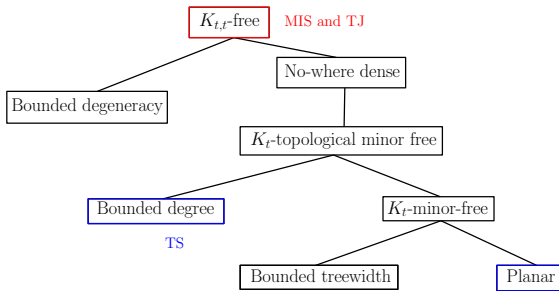 K_{t,t}-free MIS and TJ
No-where dense
Bounded degeneracy
K_t-topological minor free
Bounded degree K_t-minor-free
TS
Bounded treewidth Planar